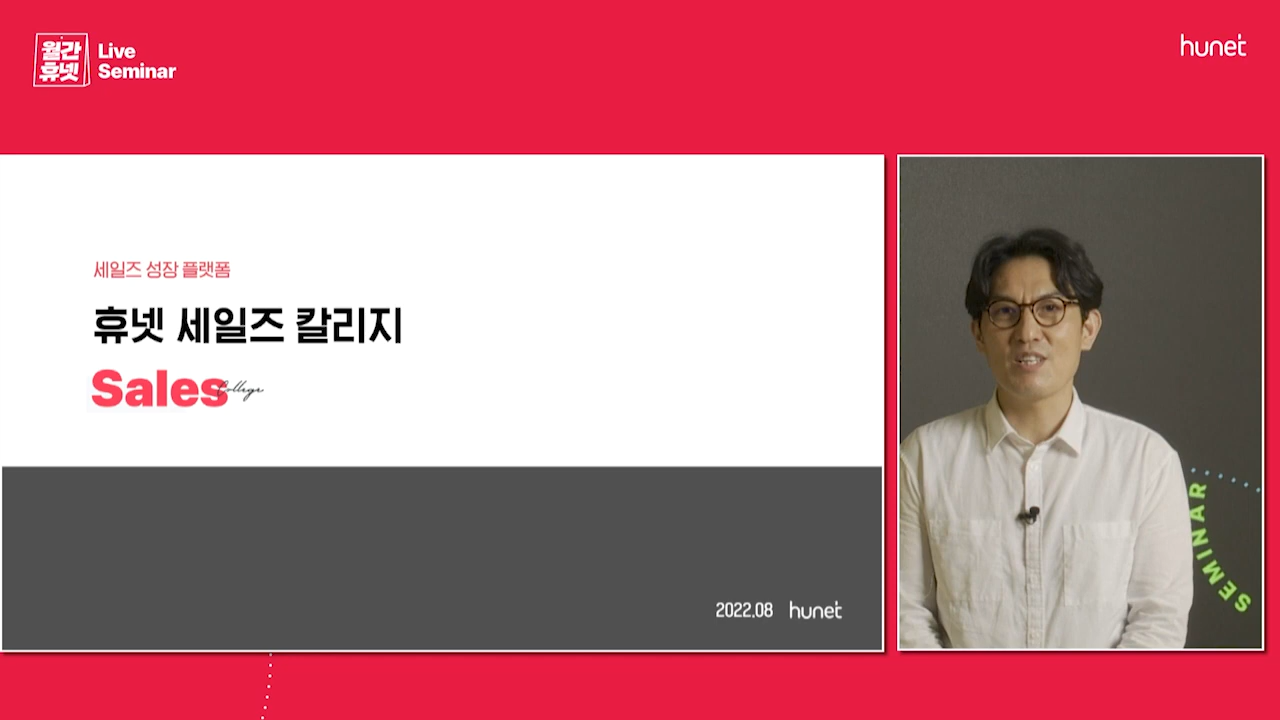 월간
휴넷
Live
Seminar
hunet
세일즈 성장 플랫폼
휴넷 세일즈 칼리지
Sales College
2022.08 hunet
SEMINAR